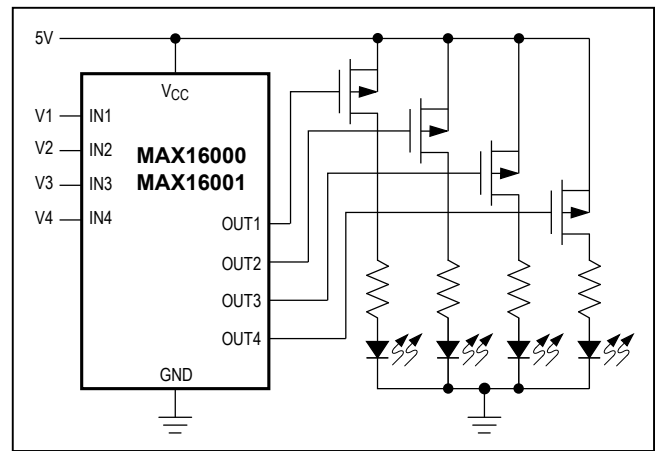 5V
VCC
V1 IN1
V2 IN2
V3 IN3
V4 IN4
MAX16000
MAX16001
OUT1
OUT2
OUT3
OUT4
GND